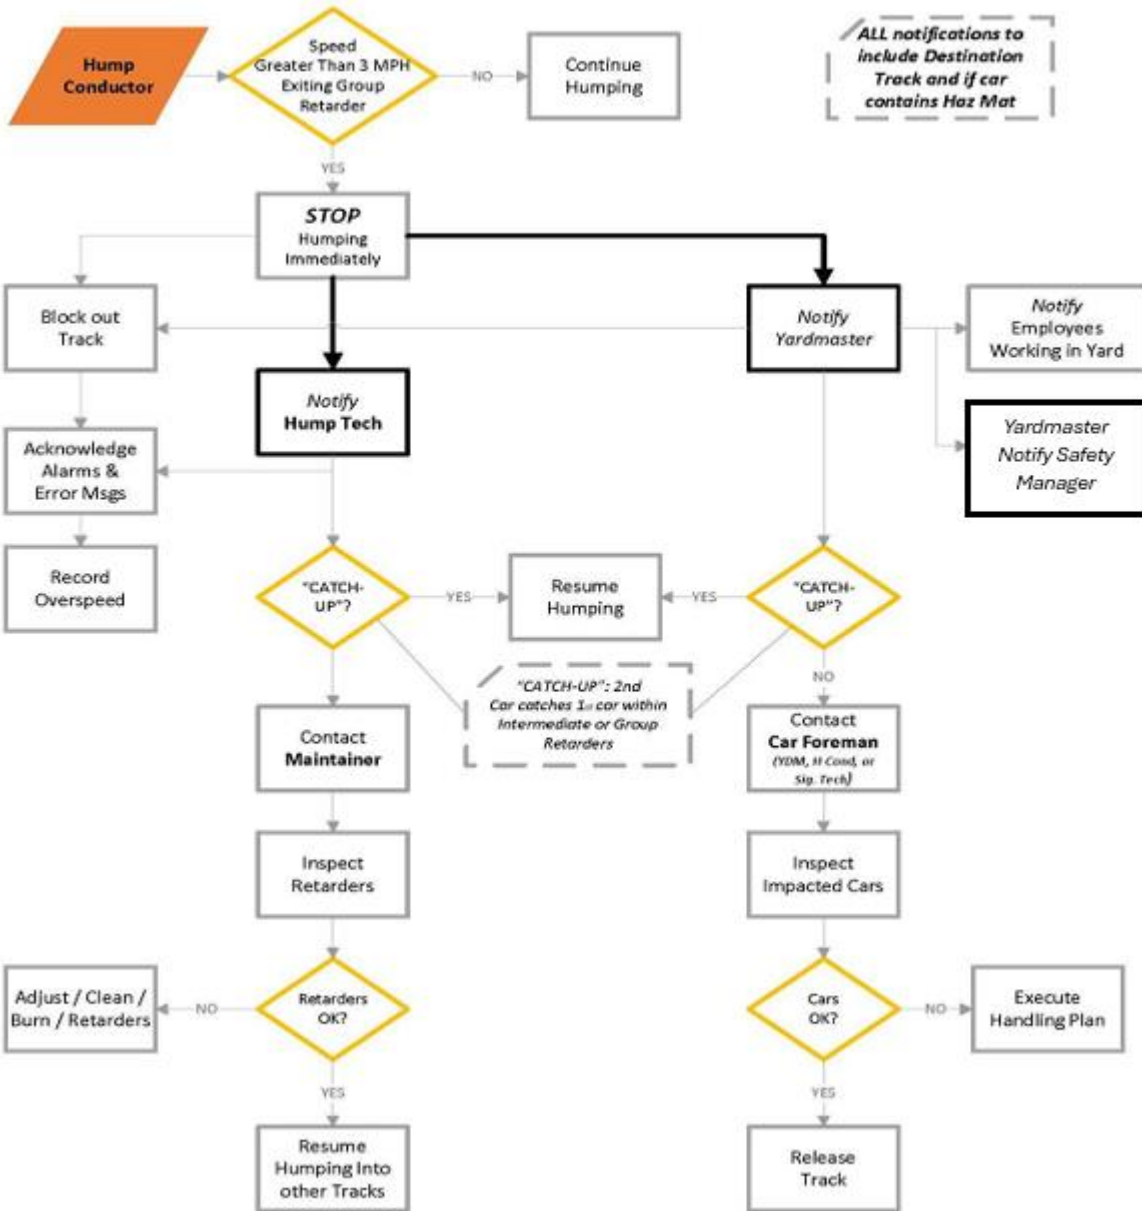 Hump
Conductor
Speed
Greater Than 3 MPH
Exiting Group
Retarder
NO
Continue
Humping
ALL notifications to
include Destination
Track and if car
contains Haz Mat
YES
STOP
Humping
Immediately
Block out
Track
Notify
Yardmaster
Notify
Employees
Working in Yard
Notify
Hump Tech
Yardmaster
Notify Safety
Manager
Acknowledge
Alarms &
Error Msgs
Record
Overspeed
"CATCH-
UP"?
YES
Resume
Humping
YES
"CATCH-
UP"?
"CATCH-UP": 2nd
Car catches 1st car within
Intermediate or Group
Retarders
NO
Contact
Maintainer
Contact
Car Foreman
(YDM, H Cond, or
Sig. Tech)
Inspect
Retarders
Inspect
Impacted Cars
Adjust / Clean /
Burn / Retarders
NO
Retarders
OK?
Cars
OK?
NO
Execute
Handling Plan
YES
YES
Resume
Humping Into
other Tracks
Release
Track